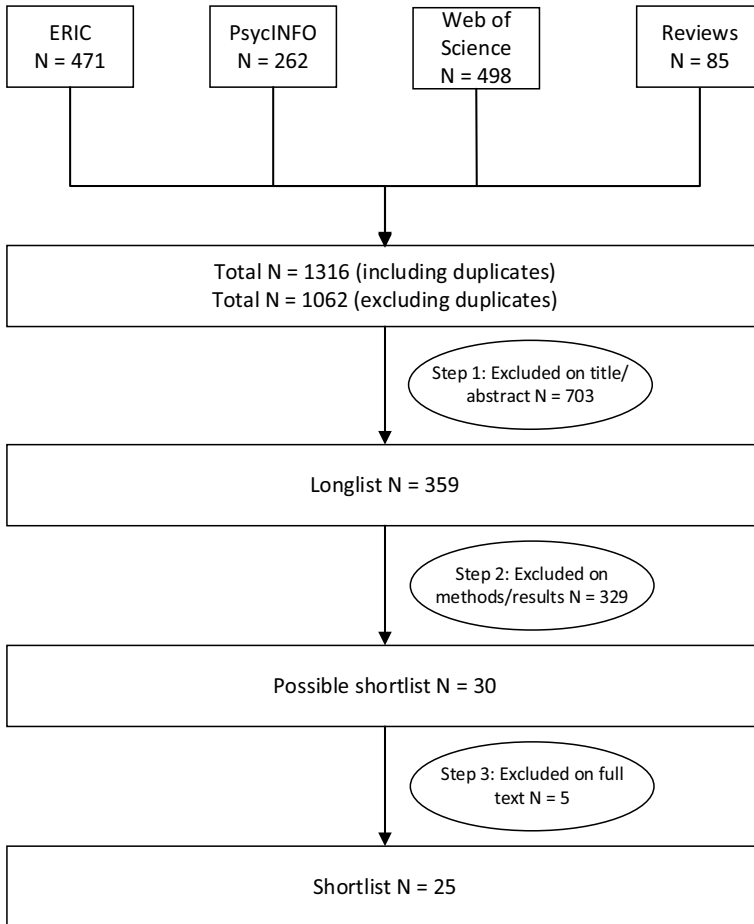 ERIC
N = 471
PsycINFO
N = 262
Web of
Science
N = 498
Reviews
N = 85
Total N = 1316 (including duplicates)
Total N = 1062 (excluding duplicates)
Step 1: Excluded on title/
abstract N = 703
Longlist N = 359
Step 2: Excluded on
methods/results N = 329
Possible shortlist N = 30
Step 3: Excluded on full
text N = 5
Shortlist N = 25